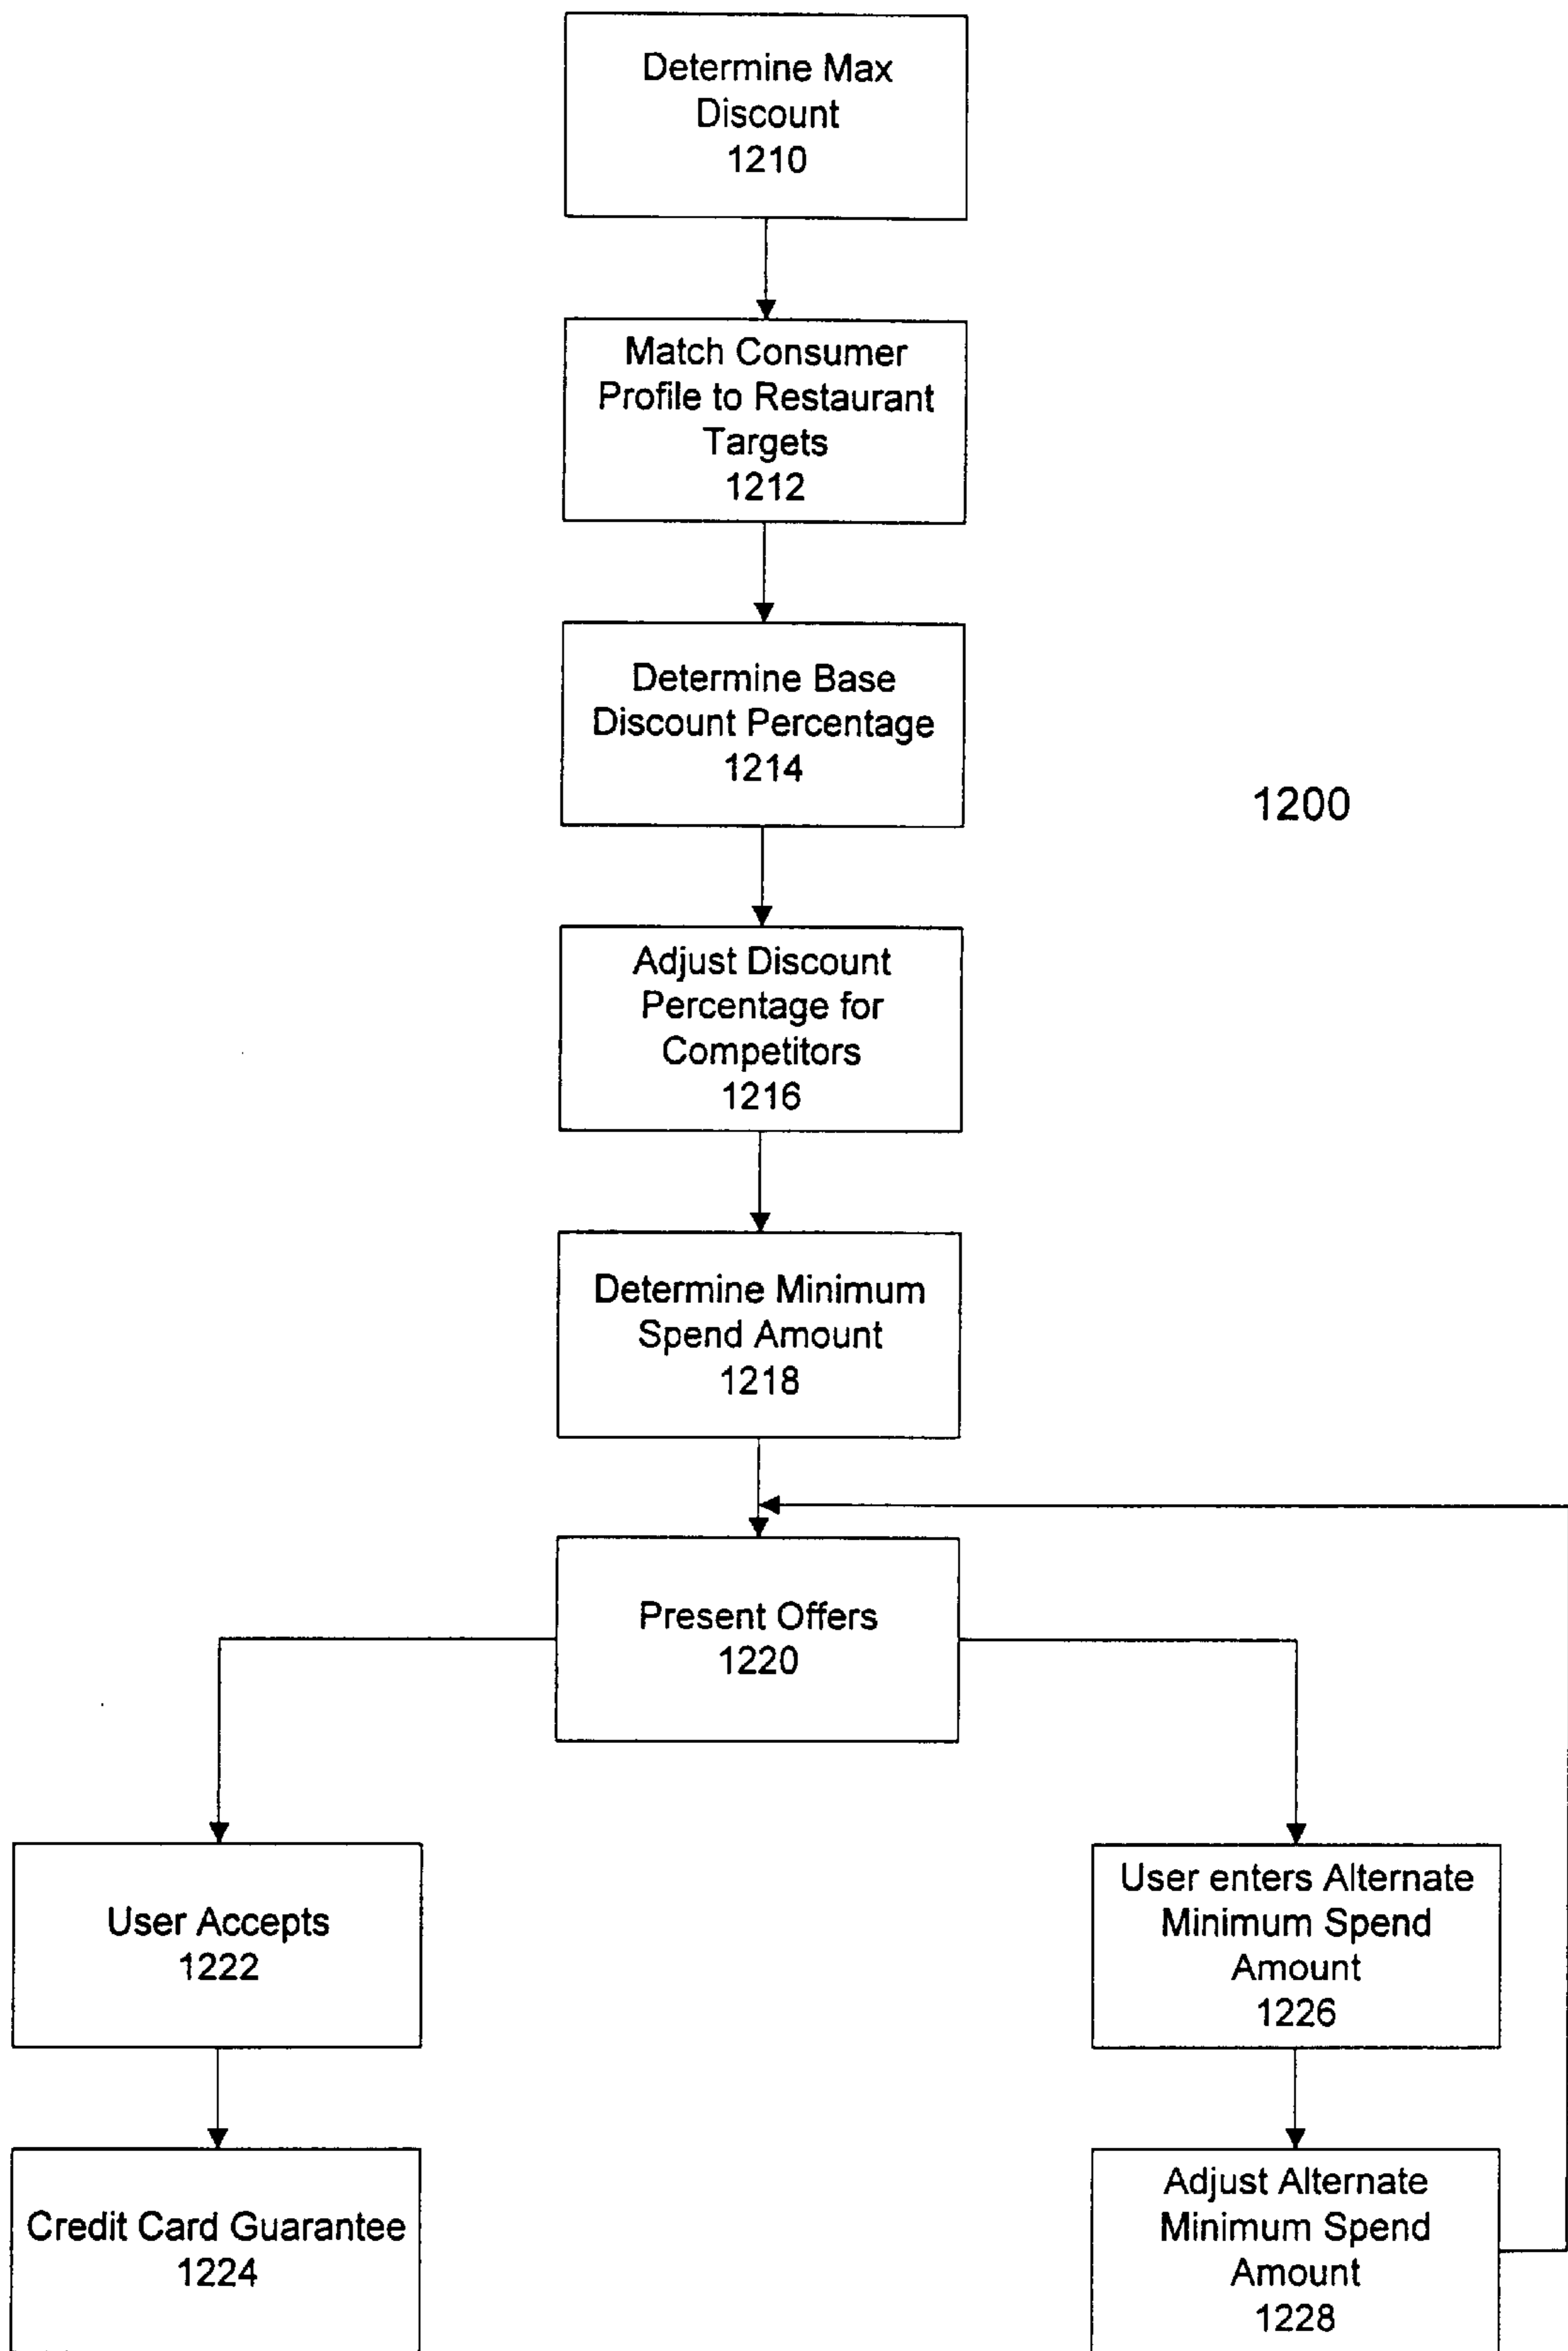 Determine Max
Discount
1210
Match Consumer
Profile to Restaurant
Targets
1212
Determine Base
Discount Percentage
1214
1200
Adjust Discount
Percentage for
Competitors
1216
Determine Minimum
Spend Amount
1218
Present Offers
1220
User Accepts
1222
User enters Alternate
Minimum Spend
Amount
1226
Credit Card Guarantee
1224
Adjust Alternate
Minimum Spend
Amount
1228